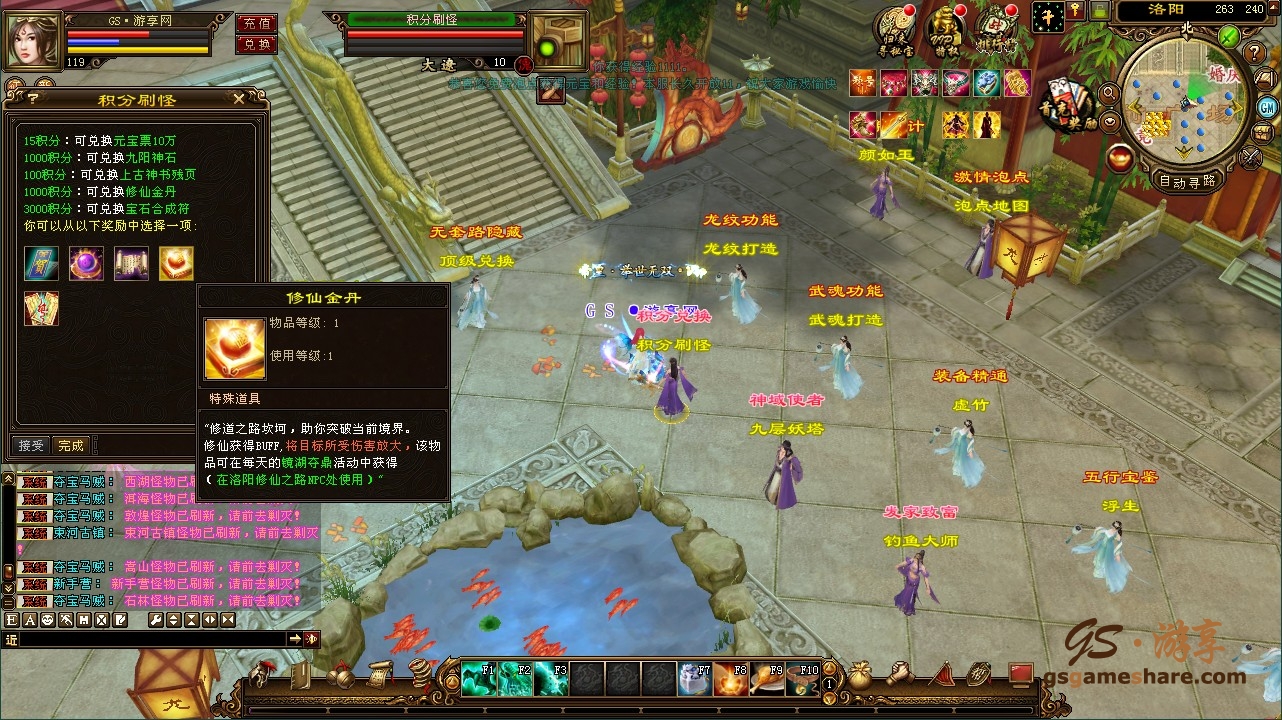 GS·游享网
119
充值
兑换
积分刷怪
大 遼
10
洛阳
263 240
北
自动寻路
GM
积分刷怪
15积分：可兑换元宝票10万
1000积分：可兑换九阳神石
100积分：可兑换上古神书残页
1000积分：可兑换修仙金丹
3000积分：可兑换宝石合成符
你可以从以下奖励中选择一项:
接受
完成
修仙金丹
物品等级: 1
使用等级:1
特殊道具
“修道之路坎坷，助你突破当前境界。
修仙获得BUFF,将目标所受伤害放大，该物
品可在每天的镜湖夺鼎活动中获得
（在洛阳修仙之路NPC处使用）“
颜如玉
激情泡点
泡点地图
龙纹功能
龙纹打造
无套路隐藏
顶级兑换
积分兑换
积分刷怪
武魂功能
武魂打造
装备精通
虚竹
神域使者
九层妖塔
五行宝鉴
浮生
发家致富
钓鱼大师
夺宝马贼： 西湖怪物已刷
夺宝马贼： 洱海怪物已刷
夺宝马贼： 敦煌怪物已刷新，请前去剿灭!
束河古镇： 束河古镇怪物已刷新，请前去剿灭
!
夺宝马贼： 嵩山怪物已刷新，请前去剿灭!
新手营： 新手营怪物已刷新，请前去剿灭!
夺宝马贼： 石林怪物已刷新，请前去剿灭!
近
F1 F2 F3 F7 F8 F9 F10
1
GS·游享
gsgameshare.com